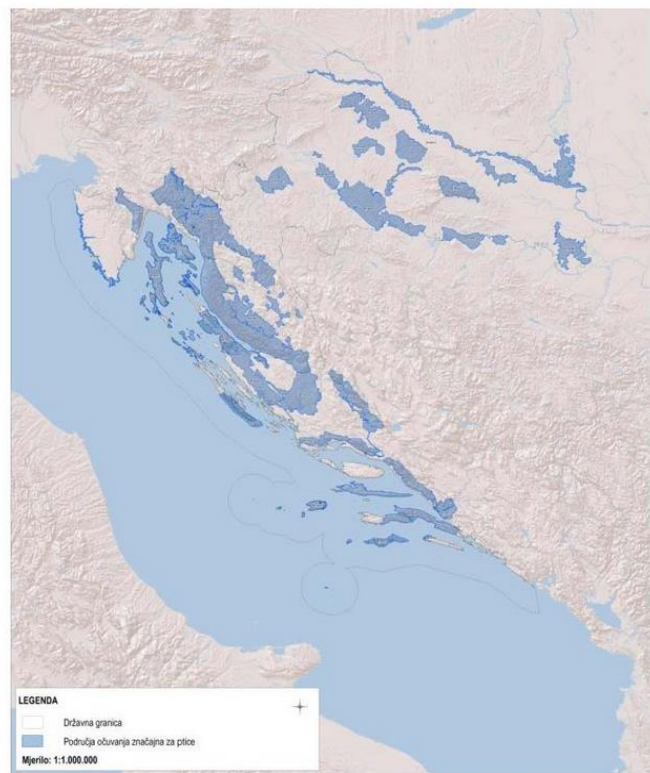 LEGENDA
Državna granica
Područja očuvanja značajna za ptice
Mjerilo: 1:1.000.000